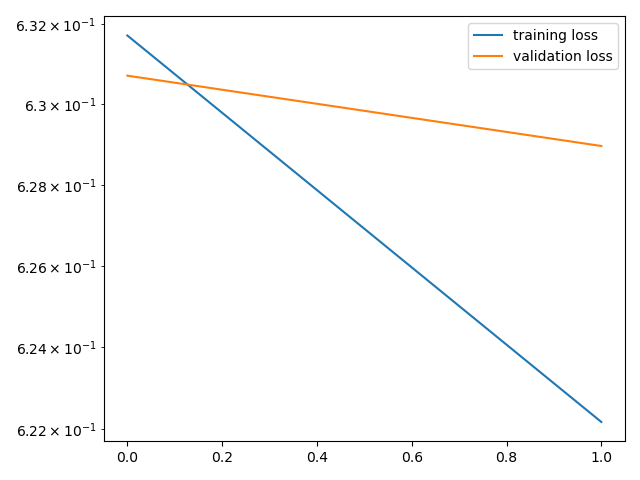 6.32 × 10⁻¹
6.3 × 10⁻¹
6.28 × 10⁻¹
6.26 × 10⁻¹
6.24 × 10⁻¹
6.22 × 10⁻¹
training loss
validation loss
0.0 0.2 0.4 0.6 0.8 1.0